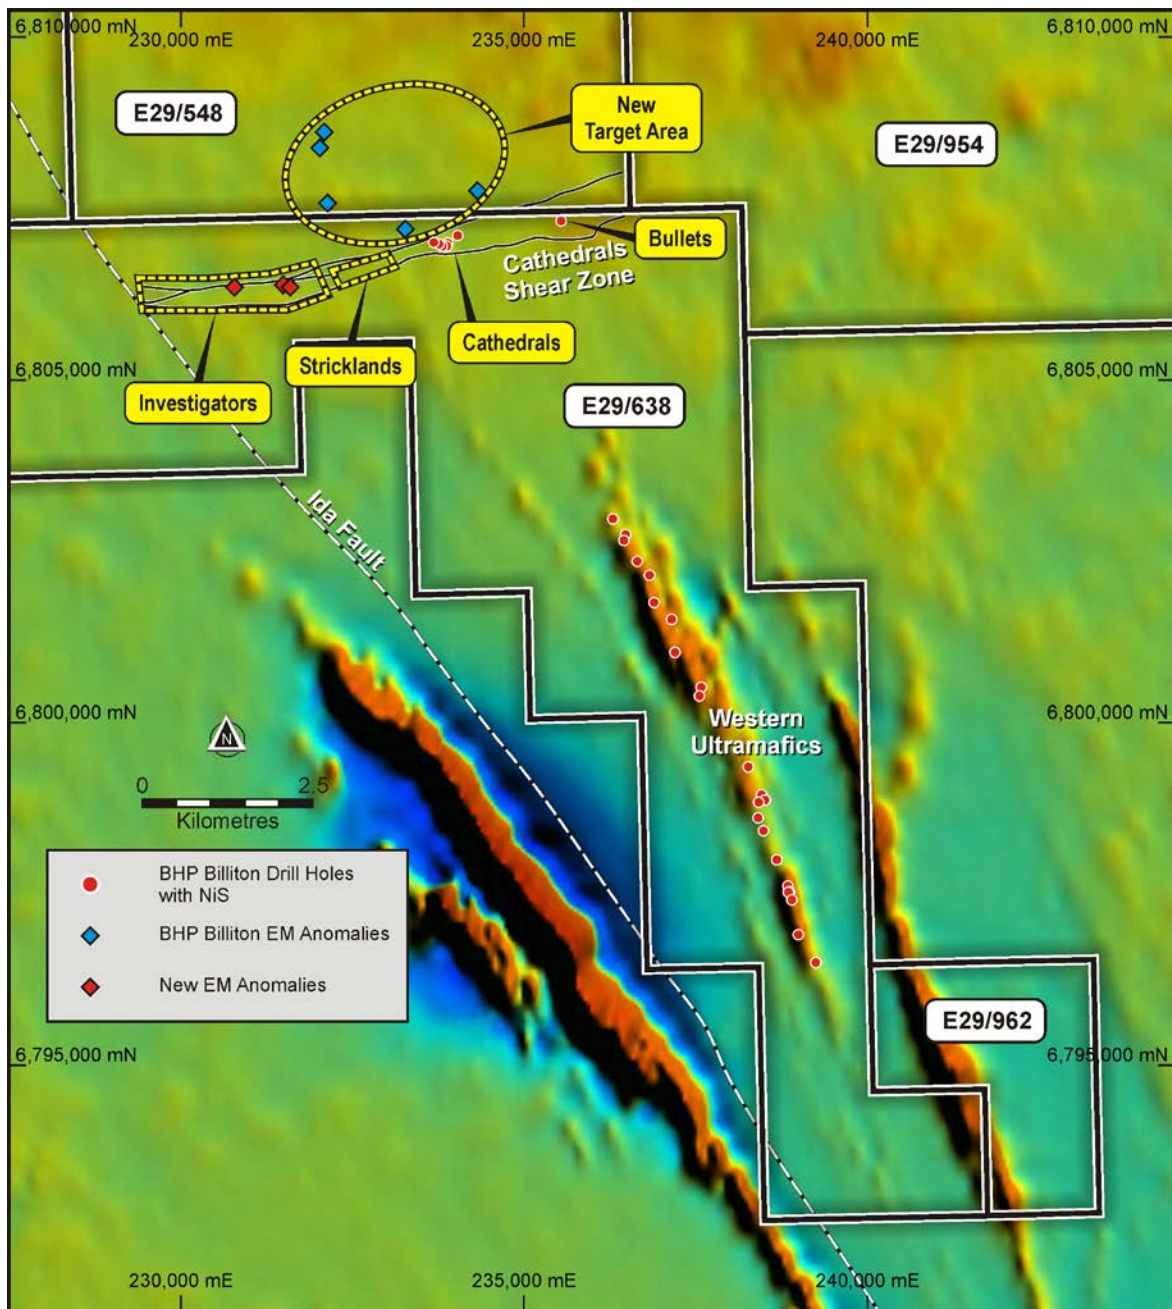 6,810,000 mN
230,000 mE
235,000 mE
240,000 mE
6,810,000 mN
E29/548
New
Target Area
E29/954
Bullets
Cathedrals
Shear Zone
Cathedrals
Strickands
Investigators
6,805,000 mN
6,805,000 mN
E29/638
Ida Fault
6,800,000 mN
6,800,000 mN
Western
Ultramafics
N
0
2.5
Kilometres
BHP Billiton Drill Holes
with NiS
BHP Billiton EM Anomalies
New EM Anomalies
E29/962
6,795,000 mN
6,795,000 mN
230,000 mE
235,000 mE
240,000 mE